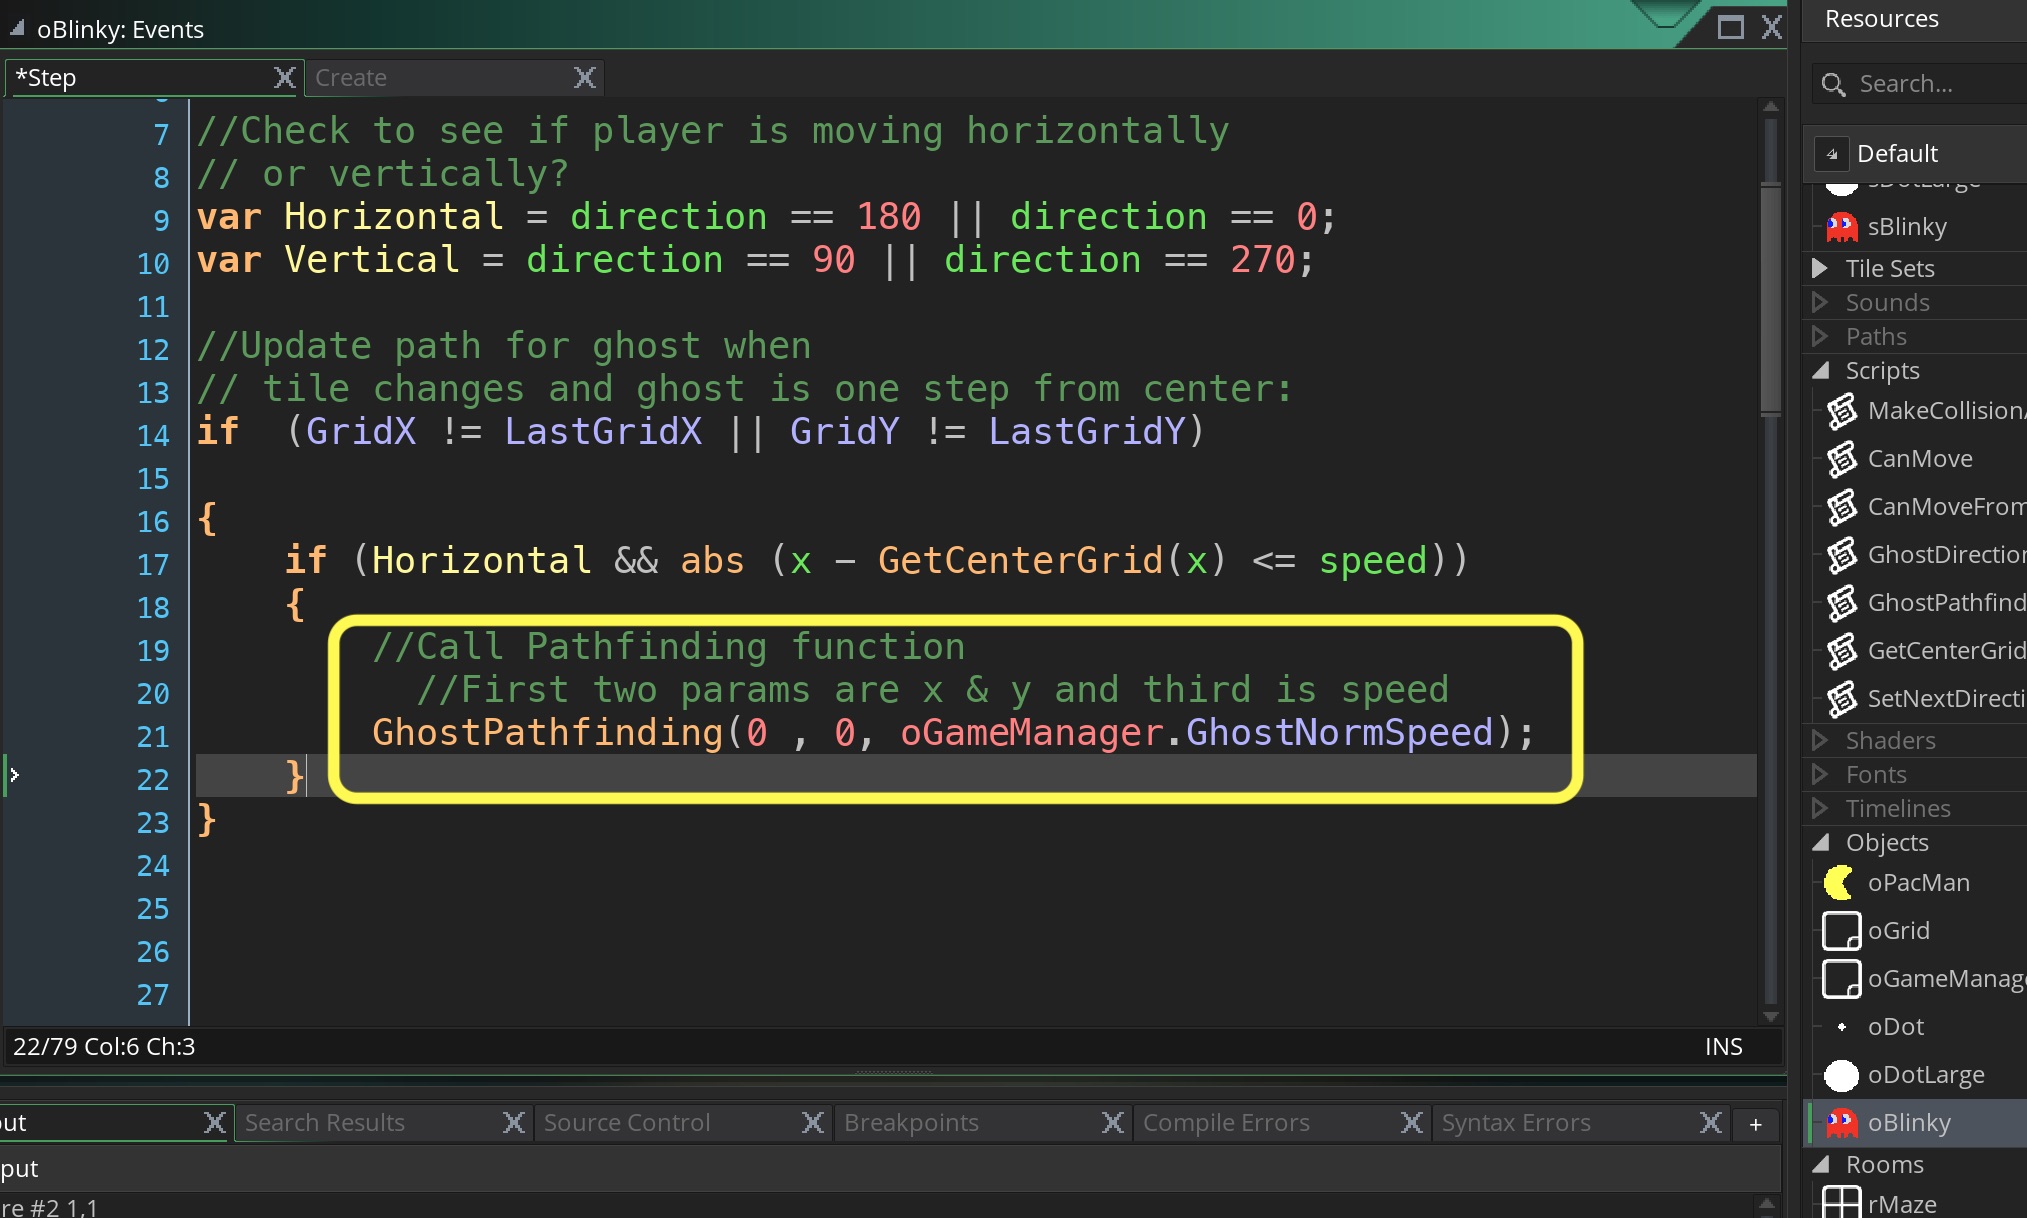 oBlinky: Events
*Step
Create
7 //Check to see if player is moving horizontally
8 // or vertically?
9 var Horizontal = direction == 180 || direction == 0;
10 var Vertical = direction == 90 || direction == 270;
11
12 //Update path for ghost when
13 // tile changes and ghost is one step from center:
14 if  (GridX != LastGridX || GridY != LastGridY)
15
16 {
17     if (Horizontal && abs (x - GetCenterGrid(x) <= speed))
18     {
19         //Call Pathfinding function
20           //First two params are x & y and third is speed
21         GhostPathfinding(0 , 0, oGameManager.GhostNormSpeed);
22     }
23 }
24
25
26
27
22/79 Col:6 Ch:3
INS
out
Search Results
Source Control
Breakpoints
Compile Errors
Syntax Errors
+
put
re #2 1,1
Resources
Search...
Default
sDotLarge
sBlinky
Tile Sets
Sounds
Paths
Scripts
MakeCollision
CanMove
CanMoveFrom
GhostDirection
GhostPathfind
GetCenterGrid
SetNextDirecti
Shaders
Fonts
Timelines
Objects
oPacMan
oGrid
oGameManage
oDot
oDotLarge
oBlinky
Rooms
rMaze